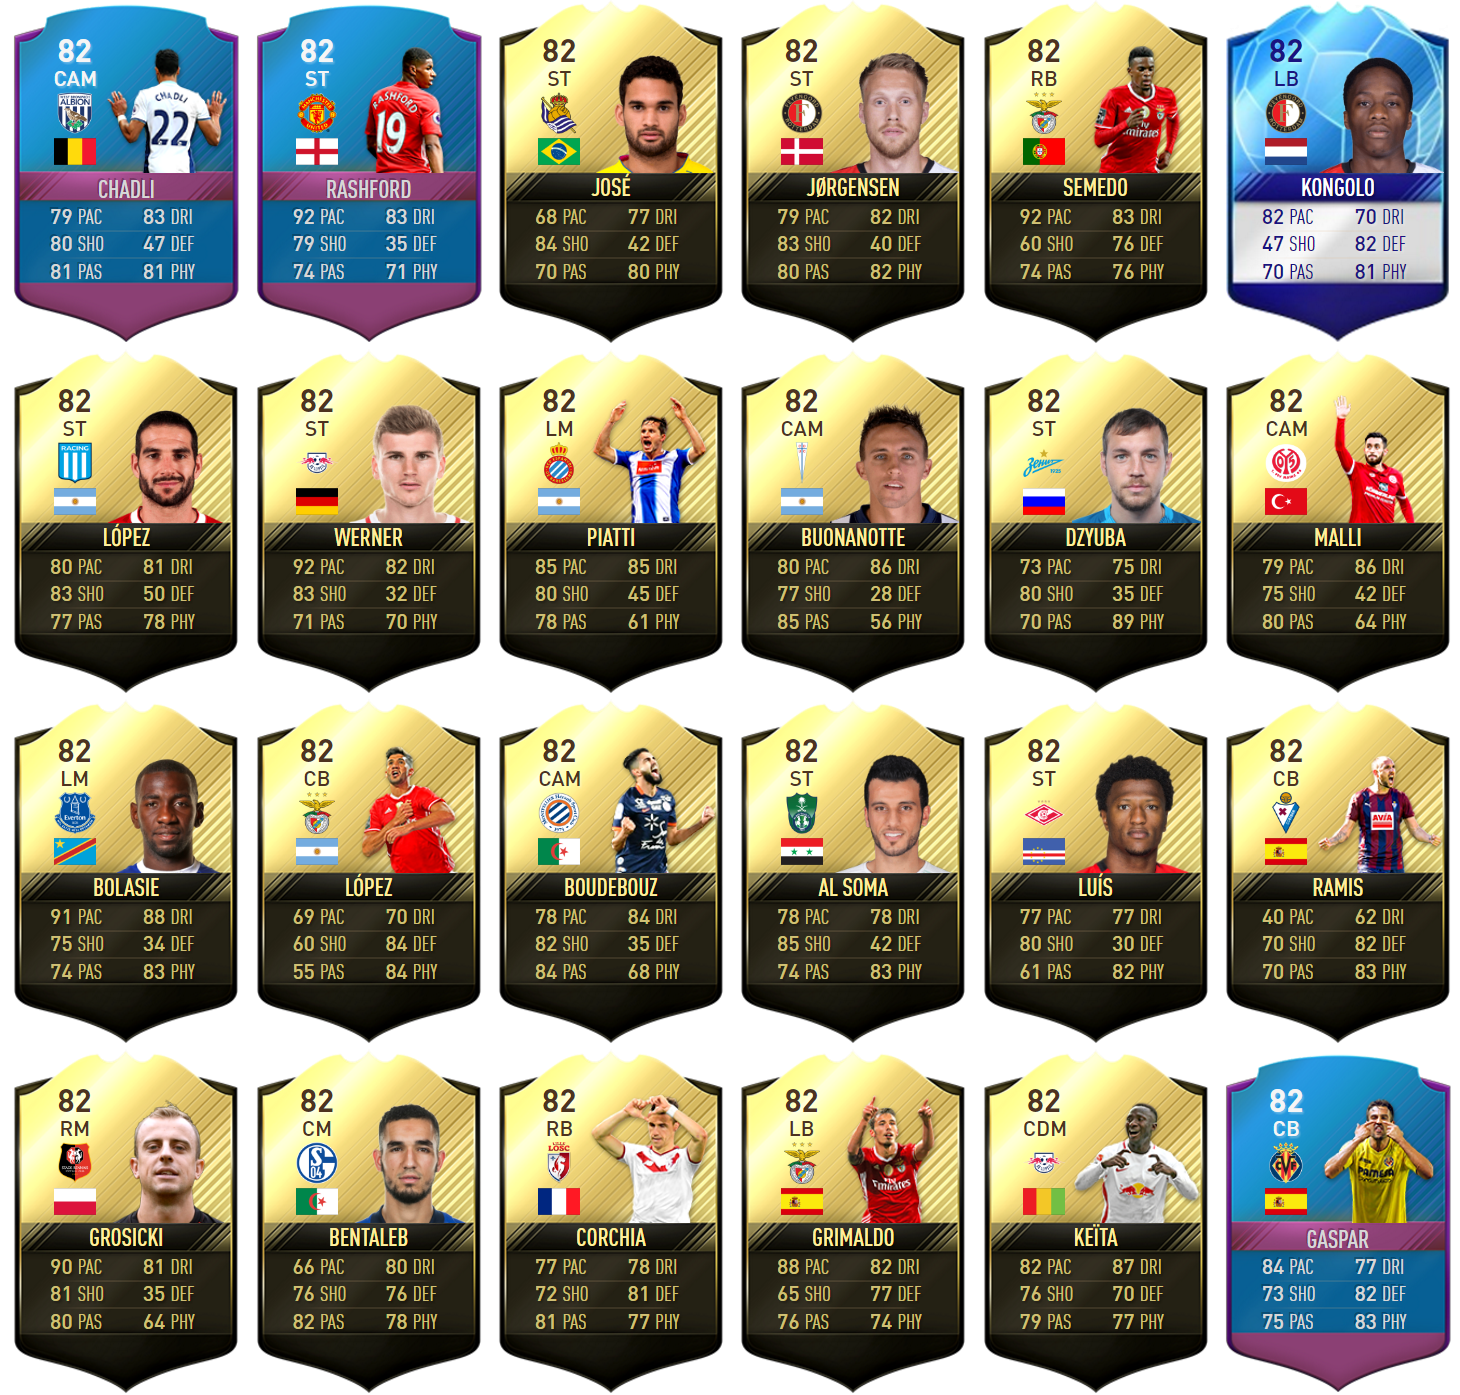 82
CAM
ALBION
CHADLI
22
CHADLI
79 PAC 83 DRI
80 SHO 47 DEF
81 PAS 81 PHY
82
ST
MANCHESTER
UNITED
RASHFORD
19
RASHFORD
92 PAC 83 DRI
79 SHO 35 DEF
74 PAS 71 PHY
82
ST
JOSÉ
68 PAC 77 DRI
84 SHO 42 DEF
70 PAS 80 PHY
82
ST
JØRGENSEN
79 PAC 82 DRI
83 SHO 40 DEF
80 PAS 82 PHY
82
RB
Fly
Emirates
SEMEDO
92 PAC 83 DRI
60 SHO 76 DEF
74 PAS 76 PHY
82
LB
KONGOLO
82 PAC 70 DRI
47 SHO 82 DEF
70 PAS 81 PHY
82
ST
RACING
LÓPEZ
80 PAC 81 DRI
83 SHO 50 DEF
77 PAS 78 PHY
82
ST
WERNER
92 PAC 82 DRI
83 SHO 32 DEF
71 PAS 70 PHY
82
LM
PIATTI
85 PAC 85 DRI
80 SHO 45 DEF
78 PAS 61 PHY
82
CAM
BUONANOTTE
80 PAC 86 DRI
77 SHO 28 DEF
85 PAS 56 PHY
82
ST
Зенит
1925
DZYUBA
73 PAC 75 DRI
80 SHO 35 DEF
70 PAS 89 PHY
82
CAM
MALLI
79 PAC 86 DRI
75 SHO 42 DEF
80 PAS 64 PHY
82
LM
Everton
BOLASIE
91 PAC 88 DRI
75 SHO 34 DEF
74 PAS 83 PHY
82
CB
LÓPEZ
69 PAC 70 DRI
60 SHO 84 DEF
55 PAS 84 PHY
82
CAM
BOUDEBOUZ
78 PAC 84 DRI
82 SHO 35 DEF
84 PAS 68 PHY
82
ST
AL SOMA
78 PAC 78 DRI
85 SHO 42 DEF
74 PAS 83 PHY
82
ST
LUÍS
77 PAC 77 DRI
80 SHO 30 DEF
61 PAS 82 PHY
82
CB
AVIA
RAMIS
40 PAC 62 DRI
70 SHO 82 DEF
70 PAS 83 PHY
82
RM
GROSICKI
90 PAC 81 DRI
81 SHO 35 DEF
80 PAS 64 PHY
82
CM
S
04
BENTALEB
66 PAC 80 DRI
76 SHO 76 DEF
82 PAS 78 PHY
82
RB
LOSC
CORCHIA
77 PAC 78 DRI
72 SHO 81 DEF
81 PAS 77 PHY
82
LB
Fly
Emirates
GRIMALDO
88 PAC 82 DRI
65 SHO 77 DEF
76 PAS 74 PHY
82
CDM
Red Bull
KEÏTA
82 PAC 87 DRI
76 SHO 70 DEF
79 PAS 77 PHY
82
CB
PAMESA
GASPAR
84 PAC 77 DRI
73 SHO 82 DEF
75 PAS 83 PHY